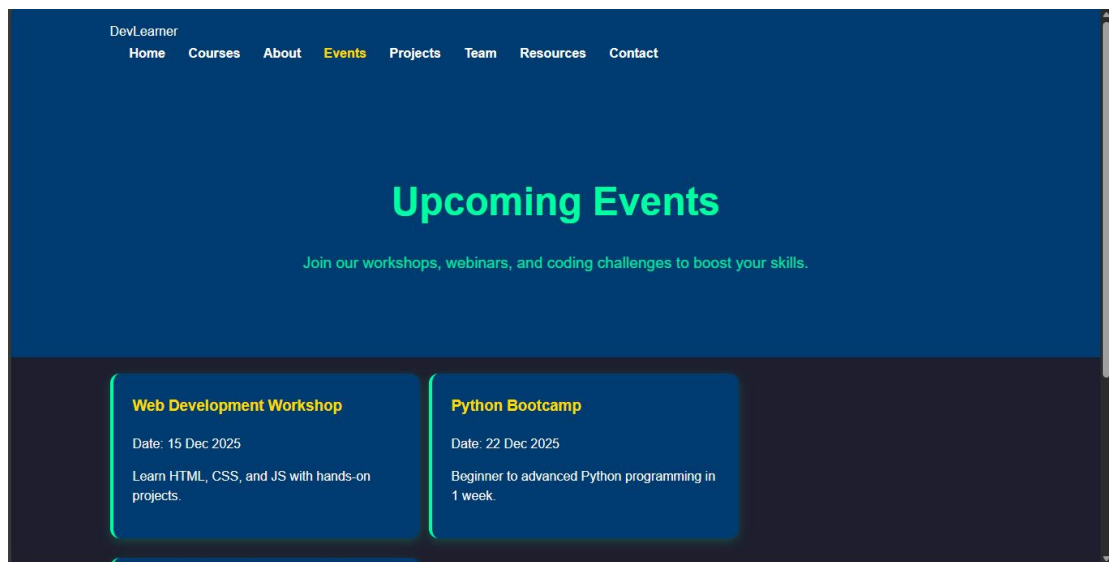 DevLearner
Home Courses About Events Projects Team Resources Contact
Upcoming Events
Join our workshops, webinars, and coding challenges to boost your skills.
Web Development Workshop
Date: 15 Dec 2025
Learn HTML, CSS, and JS with hands-on
projects.
Python Bootcamp
Date: 22 Dec 2025
Beginner to advanced Python programming in
1 week.